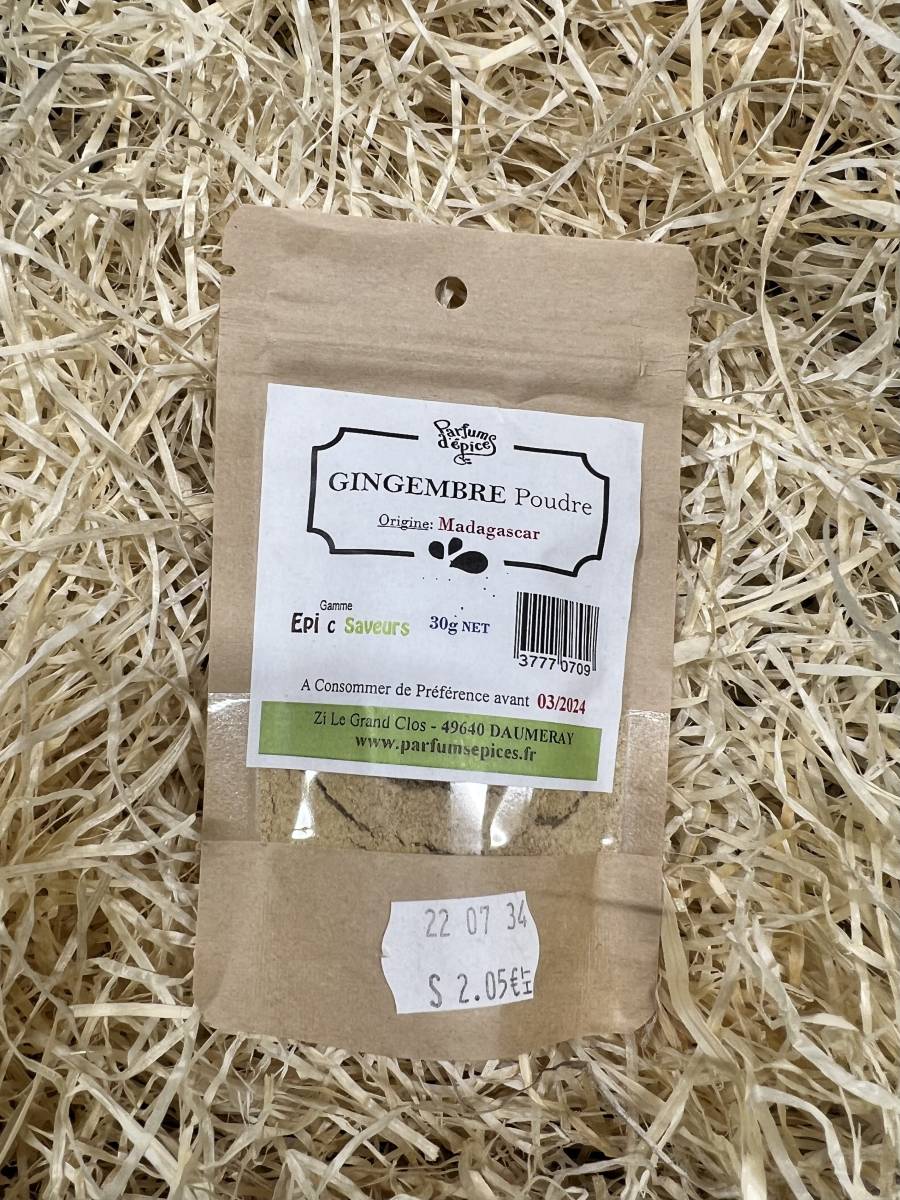 Parfums
d'épices
GINGEMBRE Poudre
Origine: Madagascar
Gamme
Epi c Saveurs
30g NET
3777 0709
A Consommer de Préférence avant 03/2024
Zi Le Grand Clos - 49640 DAUMERAY
www.parfumsepices.fr
22 07 34
S 2.05€